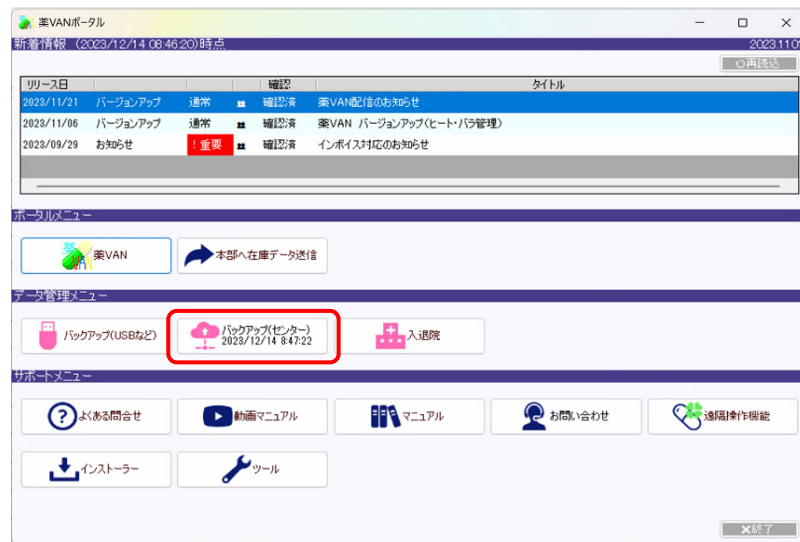 薬VANポータル
新着情報 (2023/12/14 08:46:20)時点
2023.1101
再読込
リリース日 確認 タイトル
2023/11/21 バージョンアップ 通常 確認済 薬VAN配信のお知らせ
2023/11/06 バージョンアップ 通常 確認済 薬VAN バージョンアップ(ヒート・バラ管理)
2023/09/29 お知らせ !重要 確認済 インボイス対応のお知らせ
ポータルメニュー
薬VAN 本部へ在庫データ送信
データ管理メニュー
バックアップ(USBなど) バックアップ(センター) 入退院
2023/12/14 8:47:22
サポートメニュー
よくある問合せ 動画マニュアル マニュアル お問い合わせ 遠隔操作機能
インストーラー ツール
×終了